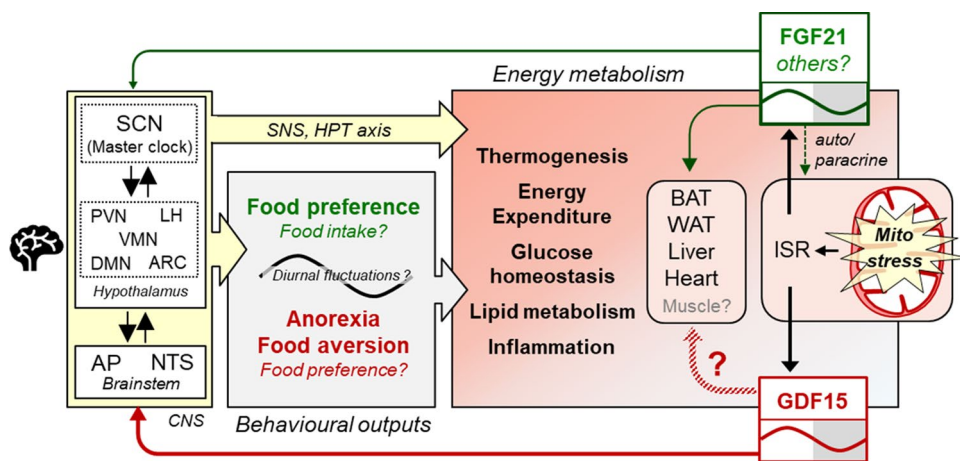 FGF21
others?
Energy metabolism
SCN
(Master clock)
SNS, HPT axis
auto/
paracrine
PVN LH
VMN
DMN ARC
Hypothalamus
AP NTS
Brainstem
CNS
Food preference
Food intake?
Diurnal fluctuations ?
Anorexia
Food aversion
Food preference?
Behavioural outputs
Thermogenesis
Energy
Expenditure
Glucose
homeostasis
Lipid metabolism
Inflammation
BAT
WAT
Liver
Heart
Muscle?
?
ISR
Mito
stress
GDF15